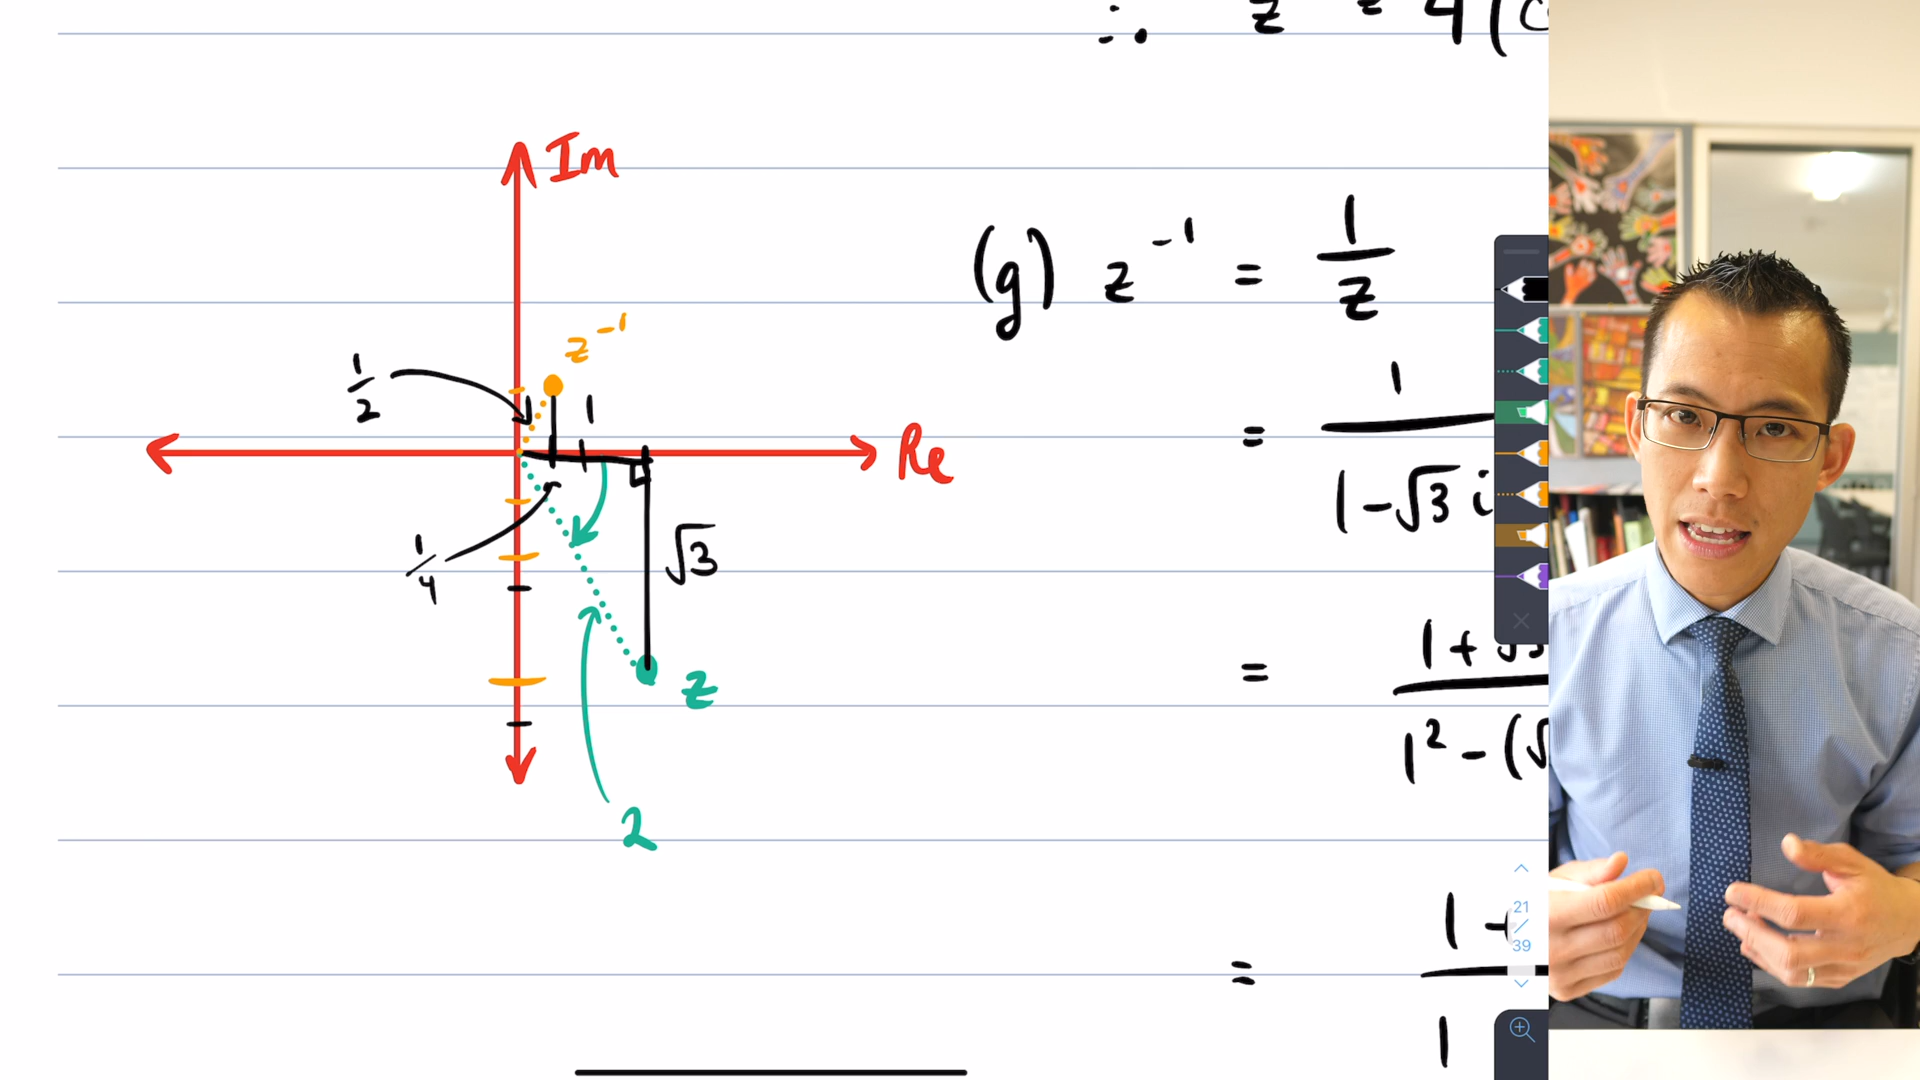 ∴ z = 4(
Im
(g) z⁻¹ = 1/z
z⁻¹
1/2
1
Re
= 1/(1-√3 i
1/4
√3
= 1+√3
1² - (√
z
2
= 1
1
21
/
39